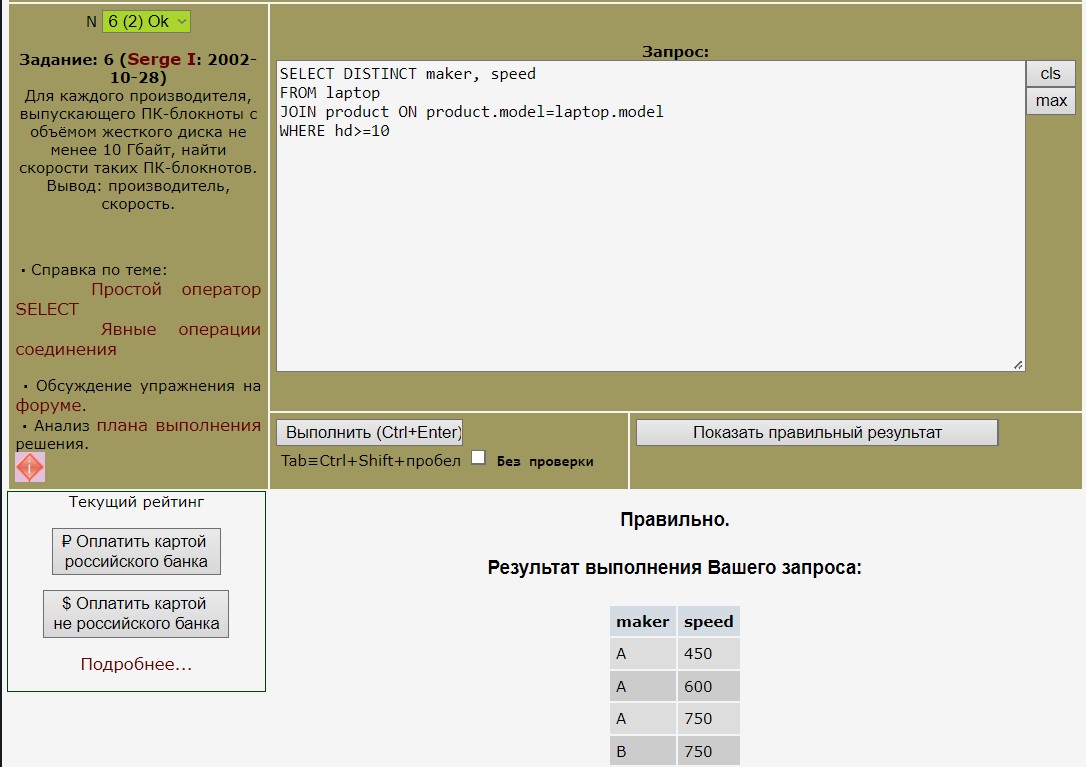 N 6 (2) Ok
Задание: 6 (Serge I: 2002-
10-28)
Для каждого производителя,
выпускающего ПК-блокноты с
объёмом жесткого диска не
менее 10 Гбайт, найти
скорости таких ПК-блокнотов.
Вывод: производитель,
скорость.
· Справка по теме:
Простой оператор
SELECT
Явные операции
соединения
· Обсуждение упражнения на
форуме.
· Анализ плана выполнения
решения.
Запрос:
SELECT DISTINCT maker, speed
FROM laptop
JOIN product ON product.model=laptop.model
WHERE hd>=10
cls
max
Выполнить (Ctrl+Enter)
Tab≡Ctrl+Shift+пробел Без проверки
Показать правильный результат
Текущий рейтинг
₽ Оплатить картой
российского банка
$ Оплатить картой
не российского банка
Подробнее...
Правильно.
Результат выполнения Вашего запроса:
maker speed
A 450
A 600
A 750
B 750